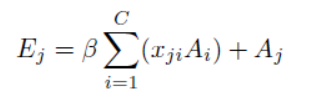 E_j = β ∑_{i=1}^{C} (x_{ji} A_i) + A_j